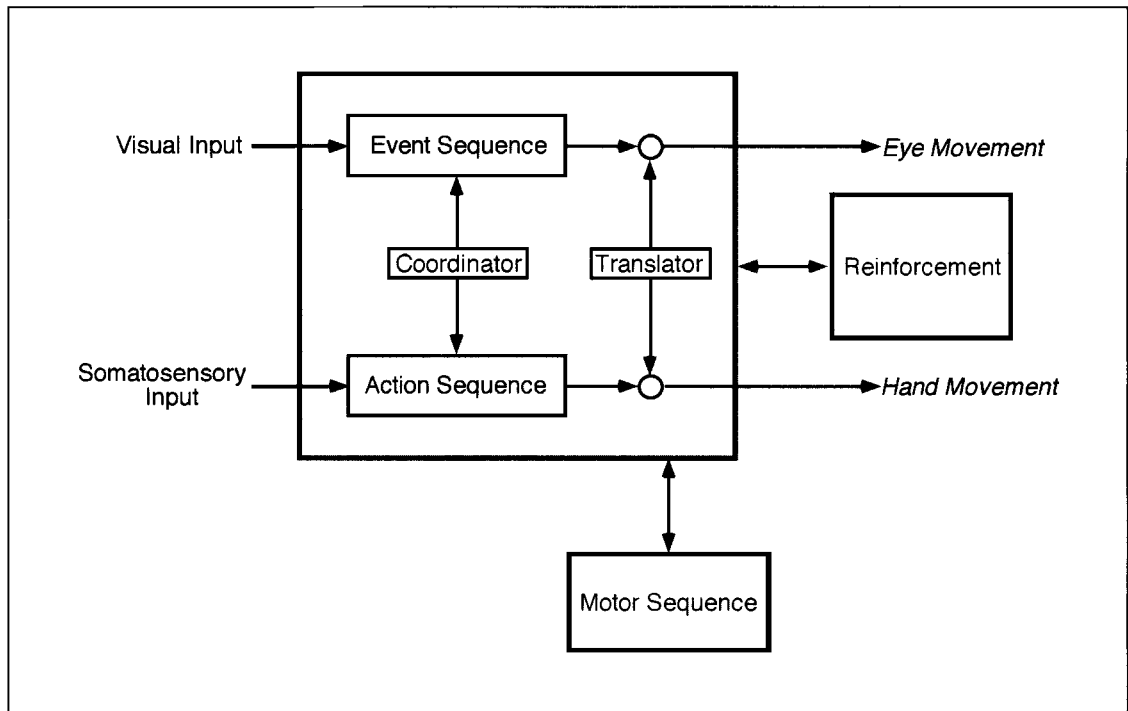 Visual Input
Event Sequence
Eye Movement
Coordinator
Translator
Reinforcement
Somatosensory
Input
Action Sequence
Hand Movement
Motor Sequence